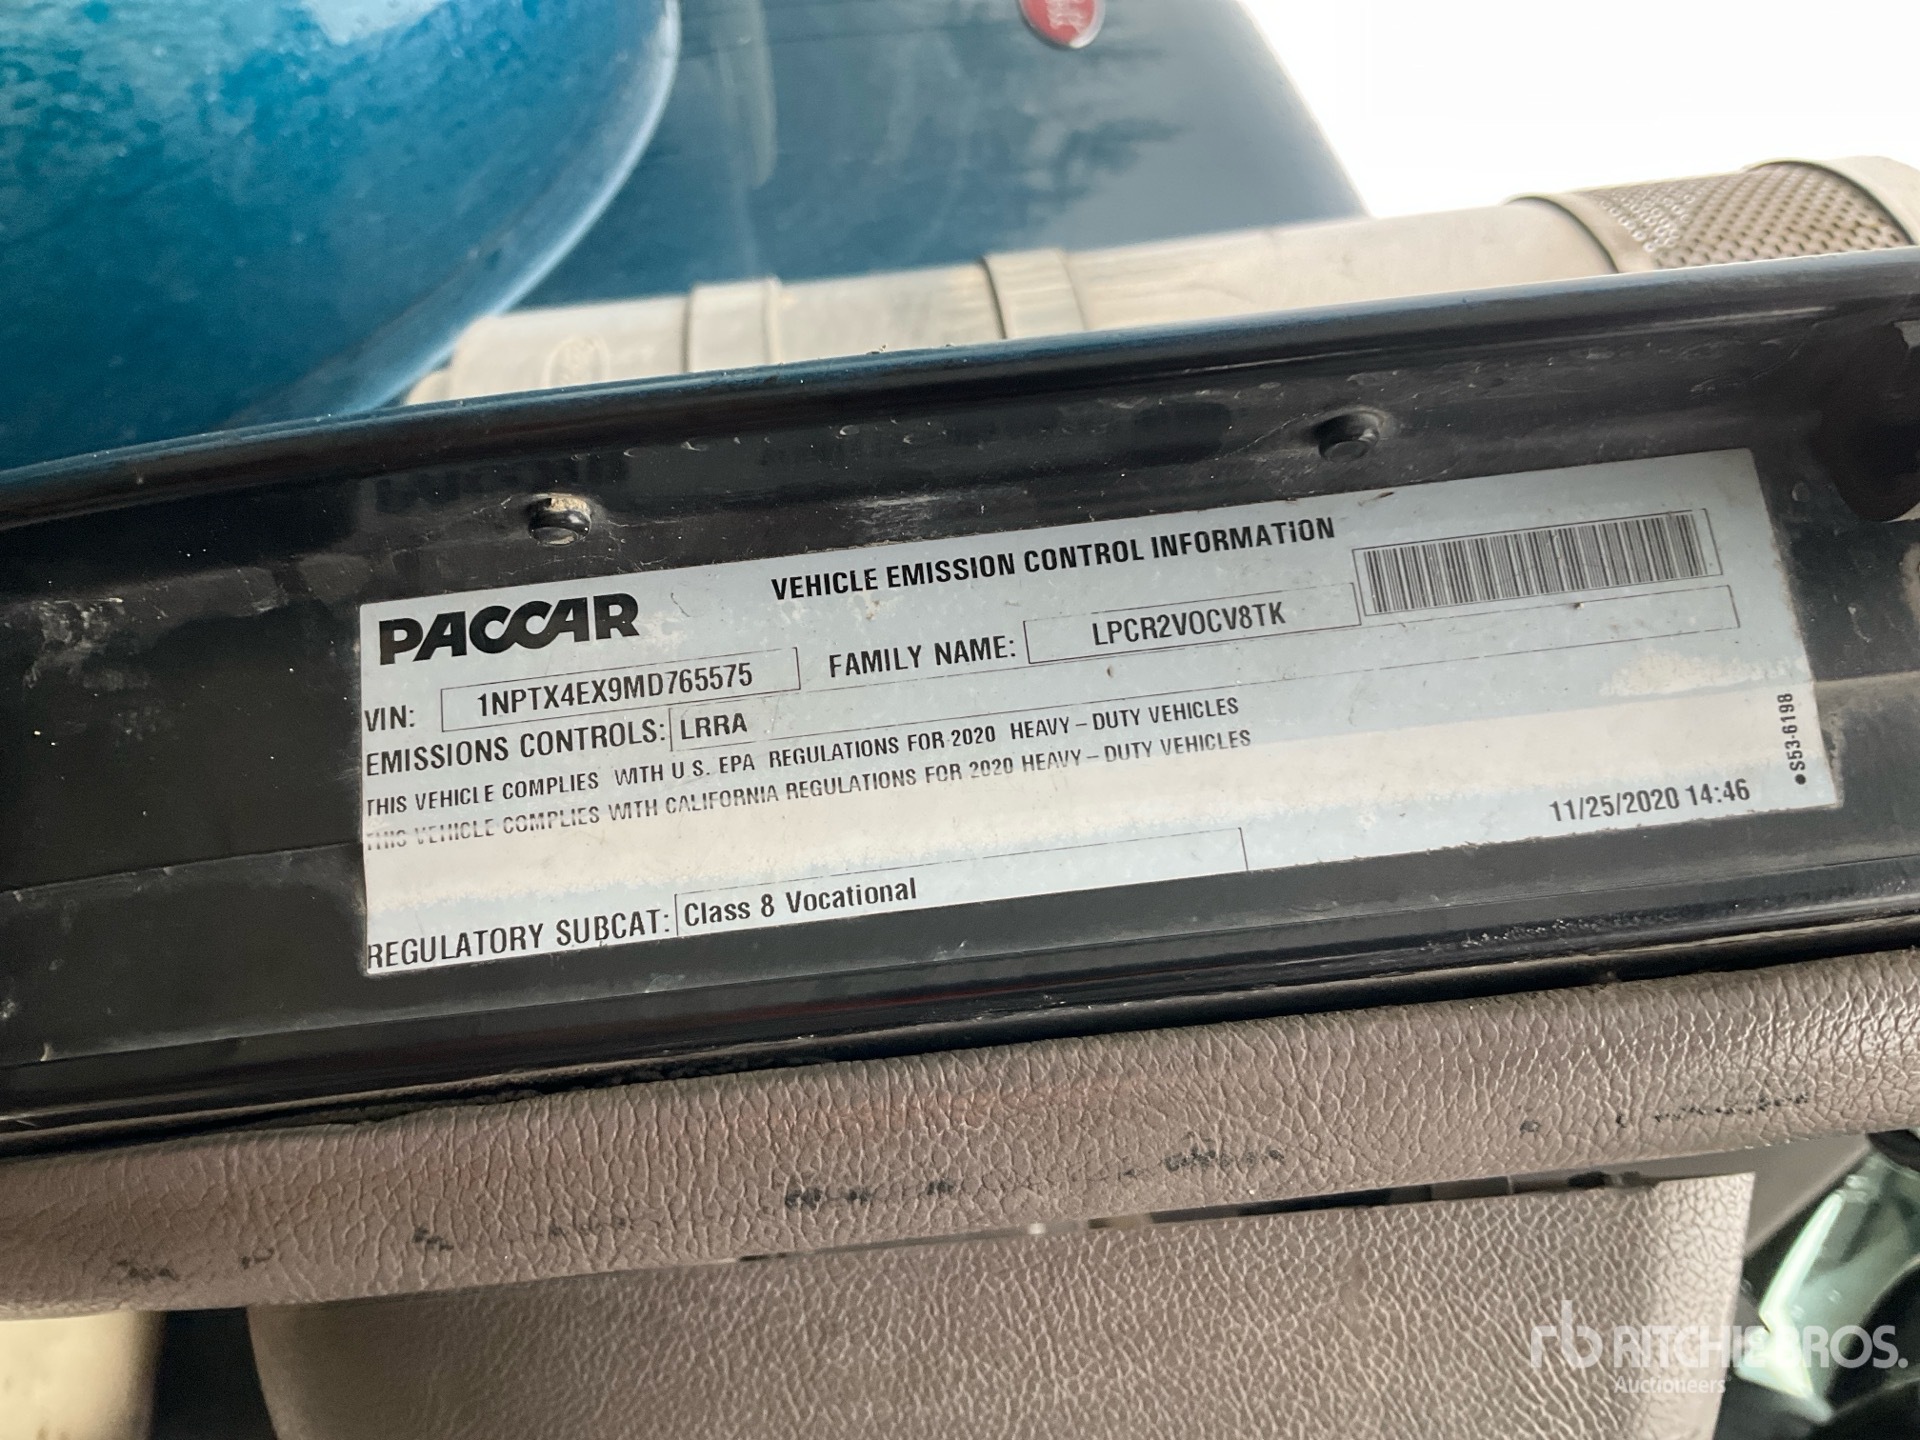 PACCAR
VEHICLE EMISSION CONTROL INFORMATION
VIN: 1NPTX4EX9MD765575 FAMILY NAME: LPCR2VOCV8TK
EMISSIONS CONTROLS: LRRA
THIS VEHICLE COMPLIES WITH U.S. EPA REGULATIONS FOR 2020 HEAVY-DUTY VEHICLES
THIS VEHICLE COMPLIES WITH CALIFORNIA REGULATIONS FOR 2020 HEAVY-DUTY VEHICLES
11/25/2020 14:46
•S53-6198
REGULATORY SUBCAT: Class 8 Vocational
rb RITCHIE BROS.
Auctioneers